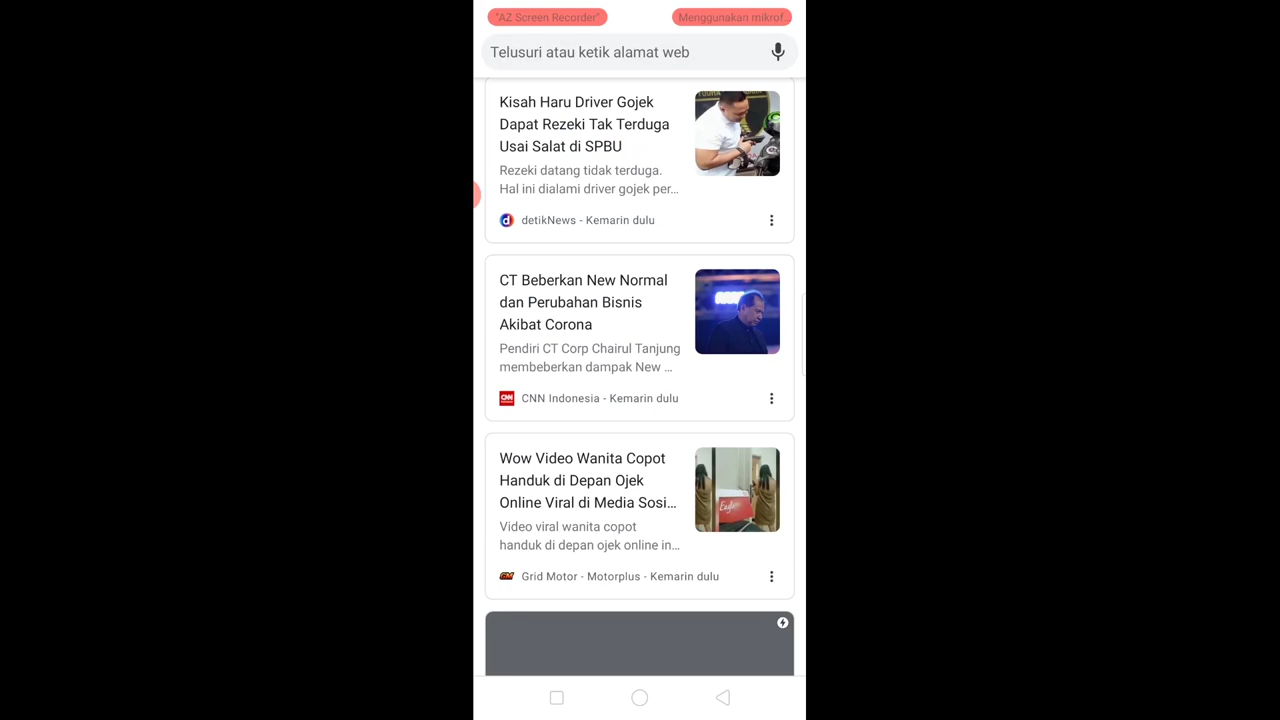 "AZ Screen Recorder"
Menggunakan mikrof...
Telusuri atau ketik alamat web
Kisah Haru Driver Gojek
Dapat Rezeki Tak Terduga
Usai Salat di SPBU
Rezeki datang tidak terduga.
Hal ini dialami driver gojek per...
detikNews - Kemarin dulu
CT Beberkan New Normal
dan Perubahan Bisnis
Akibat Corona
Pendiri CT Corp Chairul Tanjung
membeberkan dampak New ...
CNN Indonesia - Kemarin dulu
Wow Video Wanita Copot
Handuk di Depan Ojek
Online Viral di Media Sosi...
Video viral wanita copot
handuk di depan ojek online in...
GM Grid Motor - Motorplus - Kemarin dulu